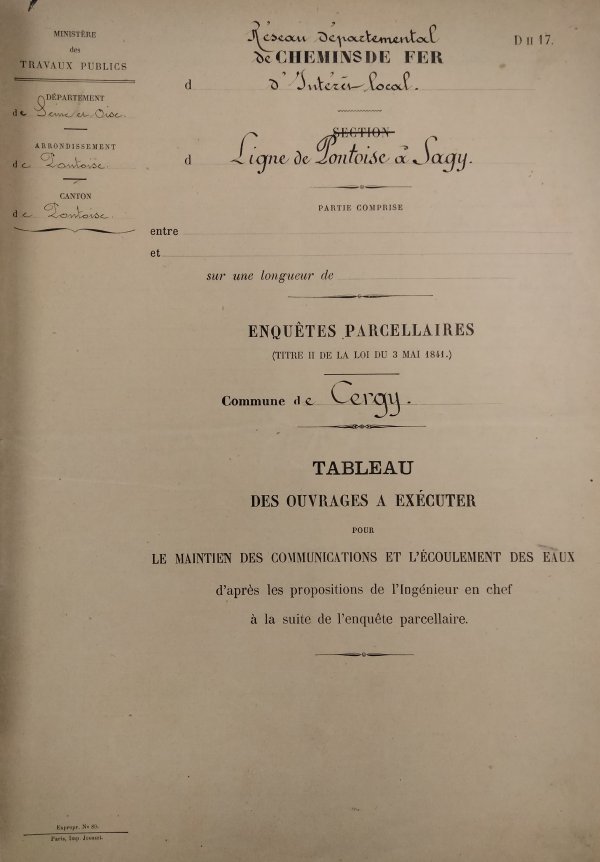 MINISTÈRE
des
TRAVAUX PUBLICS
DÉPARTEMENT
de Seine et Oise.
ARRONDISSEMENT
de Pontoise
CANTON
de Pontoise.
Réseau départemental
de CHEMINS DE FER
d d'Intérêt local.
D II 17.
SECTION
d Ligne de Pontoise à Sagy.
PARTIE COMPRISE
entre
et
sur une longueur de
ENQUÊTES PARCELLAIRES
(TITRE II DE LA LOI DU 3 MAI 1841.)
Commune de Cergy.
TABLEAU
DES OUVRAGES A EXÉCUTER
POUR
LE MAINTIEN DES COMMUNICATIONS ET L'ÉCOULEMENT DES EAUX
d'après les propositions de l'Ingénieur en chef
à la suite de l'enquête parcellaire.
Expropr. No 89.
Paris, Imp. Jousset.